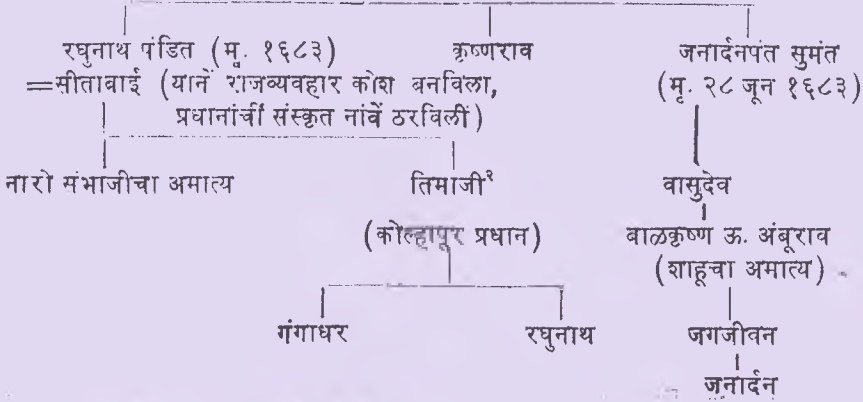 रघुनाथ पंडित (मृ. १६८३) कृष्णराव जनार्दनपंत सुमंत
=सीताबाई (यानें राजव्यवहार कोश बनविला, (मृ. २८ जून १६८३)
प्रधानांचीं संस्कृत नांवें ठरविलीं)
नारो संभाजीचा अमात्य तिमाजी² वासुदेव
(कोल्हापूर प्रधान) बाळकृष्ण ऊ. अंबूराव
(शाहूचा अमात्य)
गंगाधर रघुनाथ जगजीवन
जनार्दन